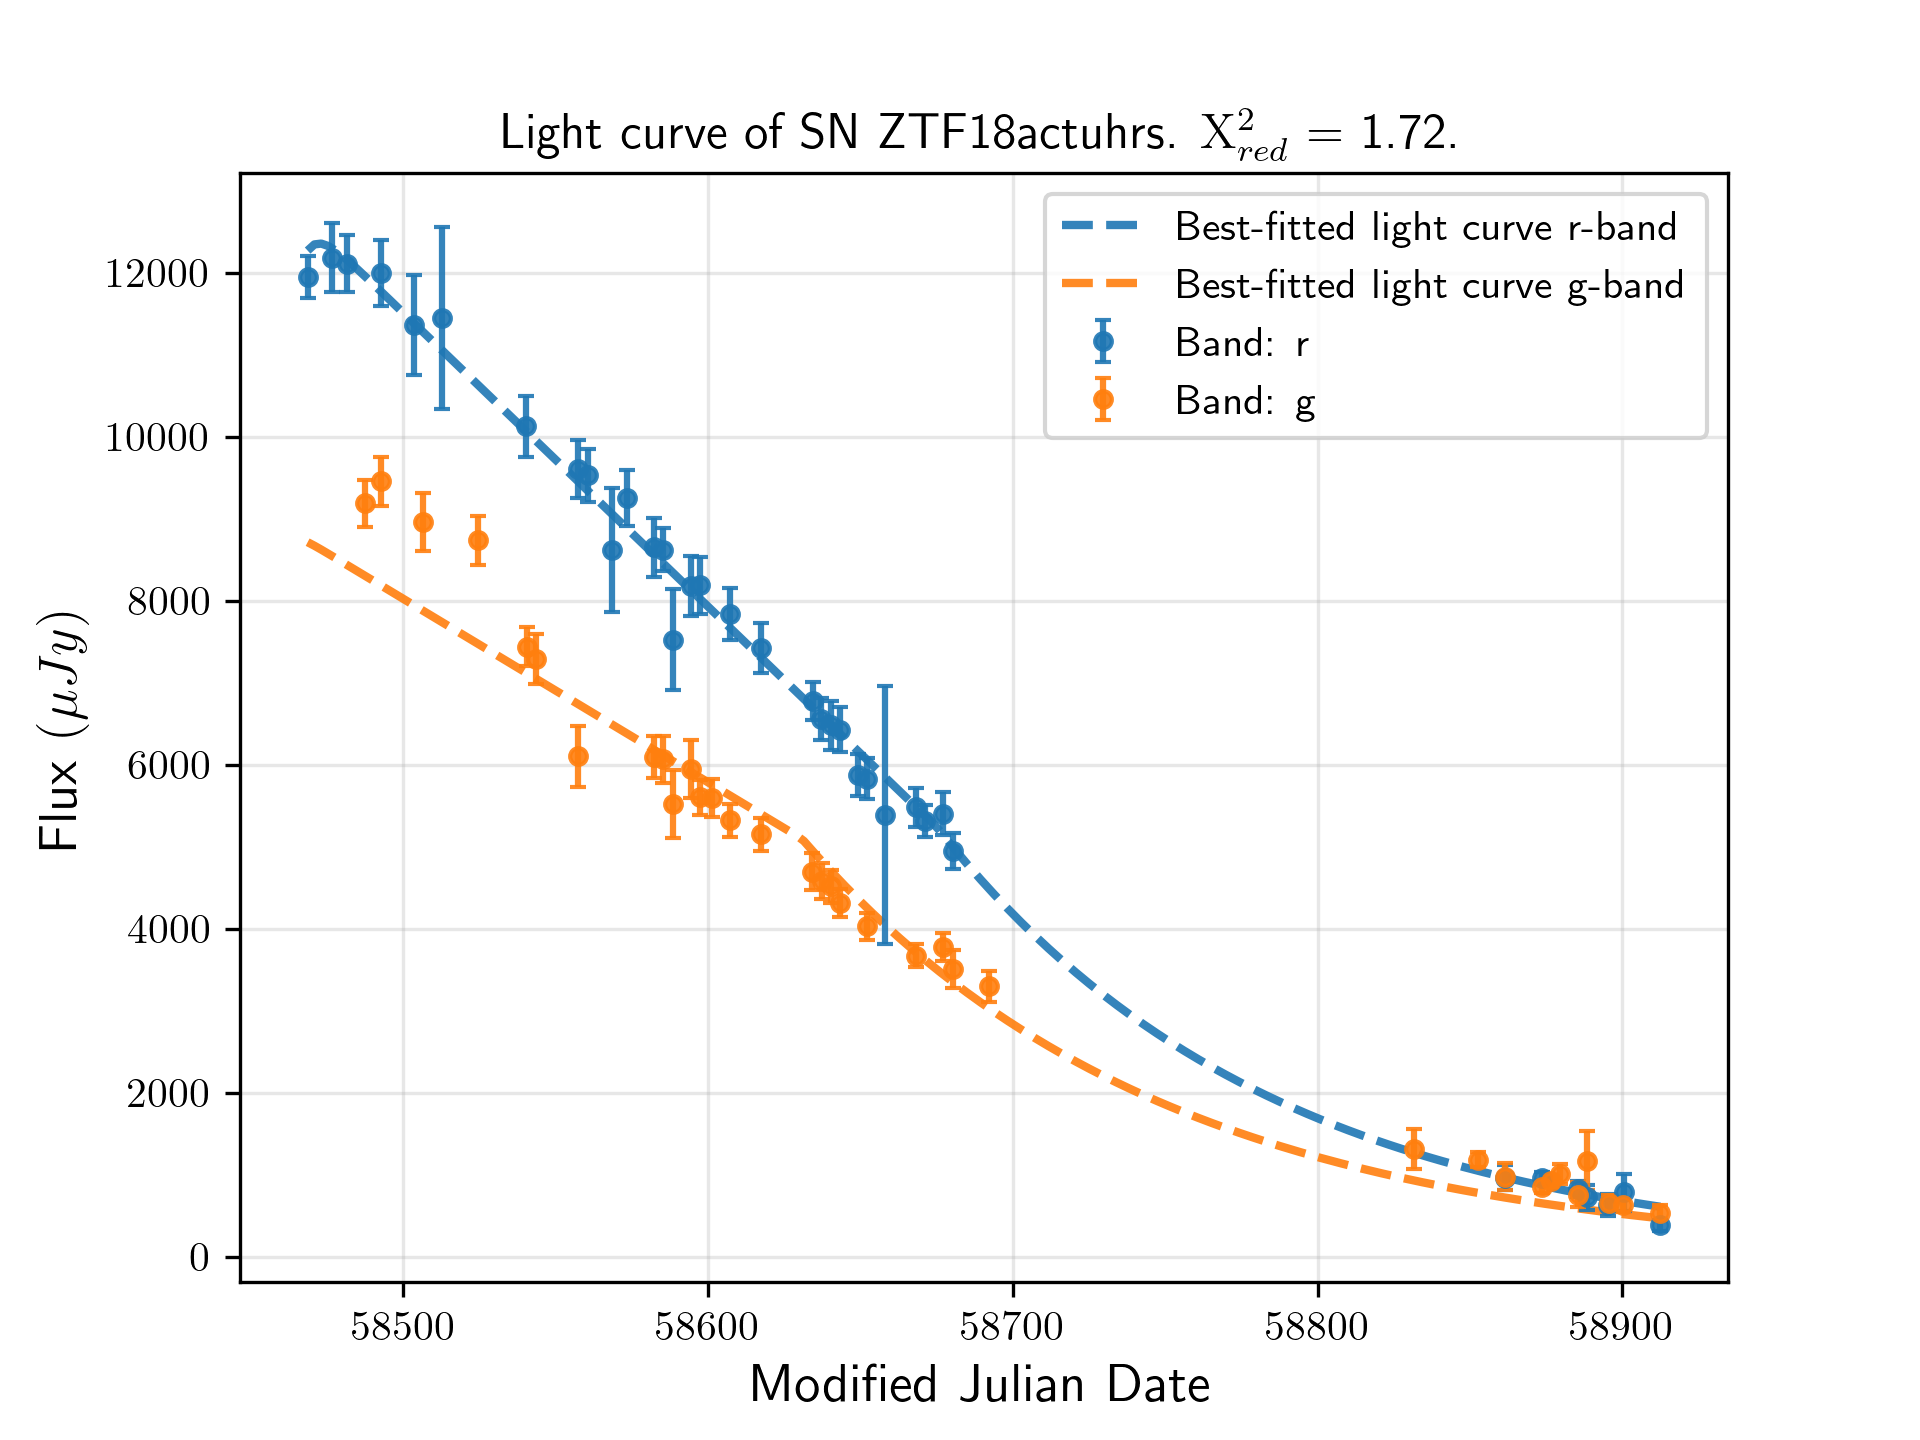 Light curve of SN ZTF18actuhrs. X²_red = 1.72.
Best-fitted light curve r-band
Best-fitted light curve g-band
Band: r
Band: g
12000
10000
8000
6000
4000
2000
0
Flux (μJy)
58500 58600 58700 58800 58900
Modified Julian Date